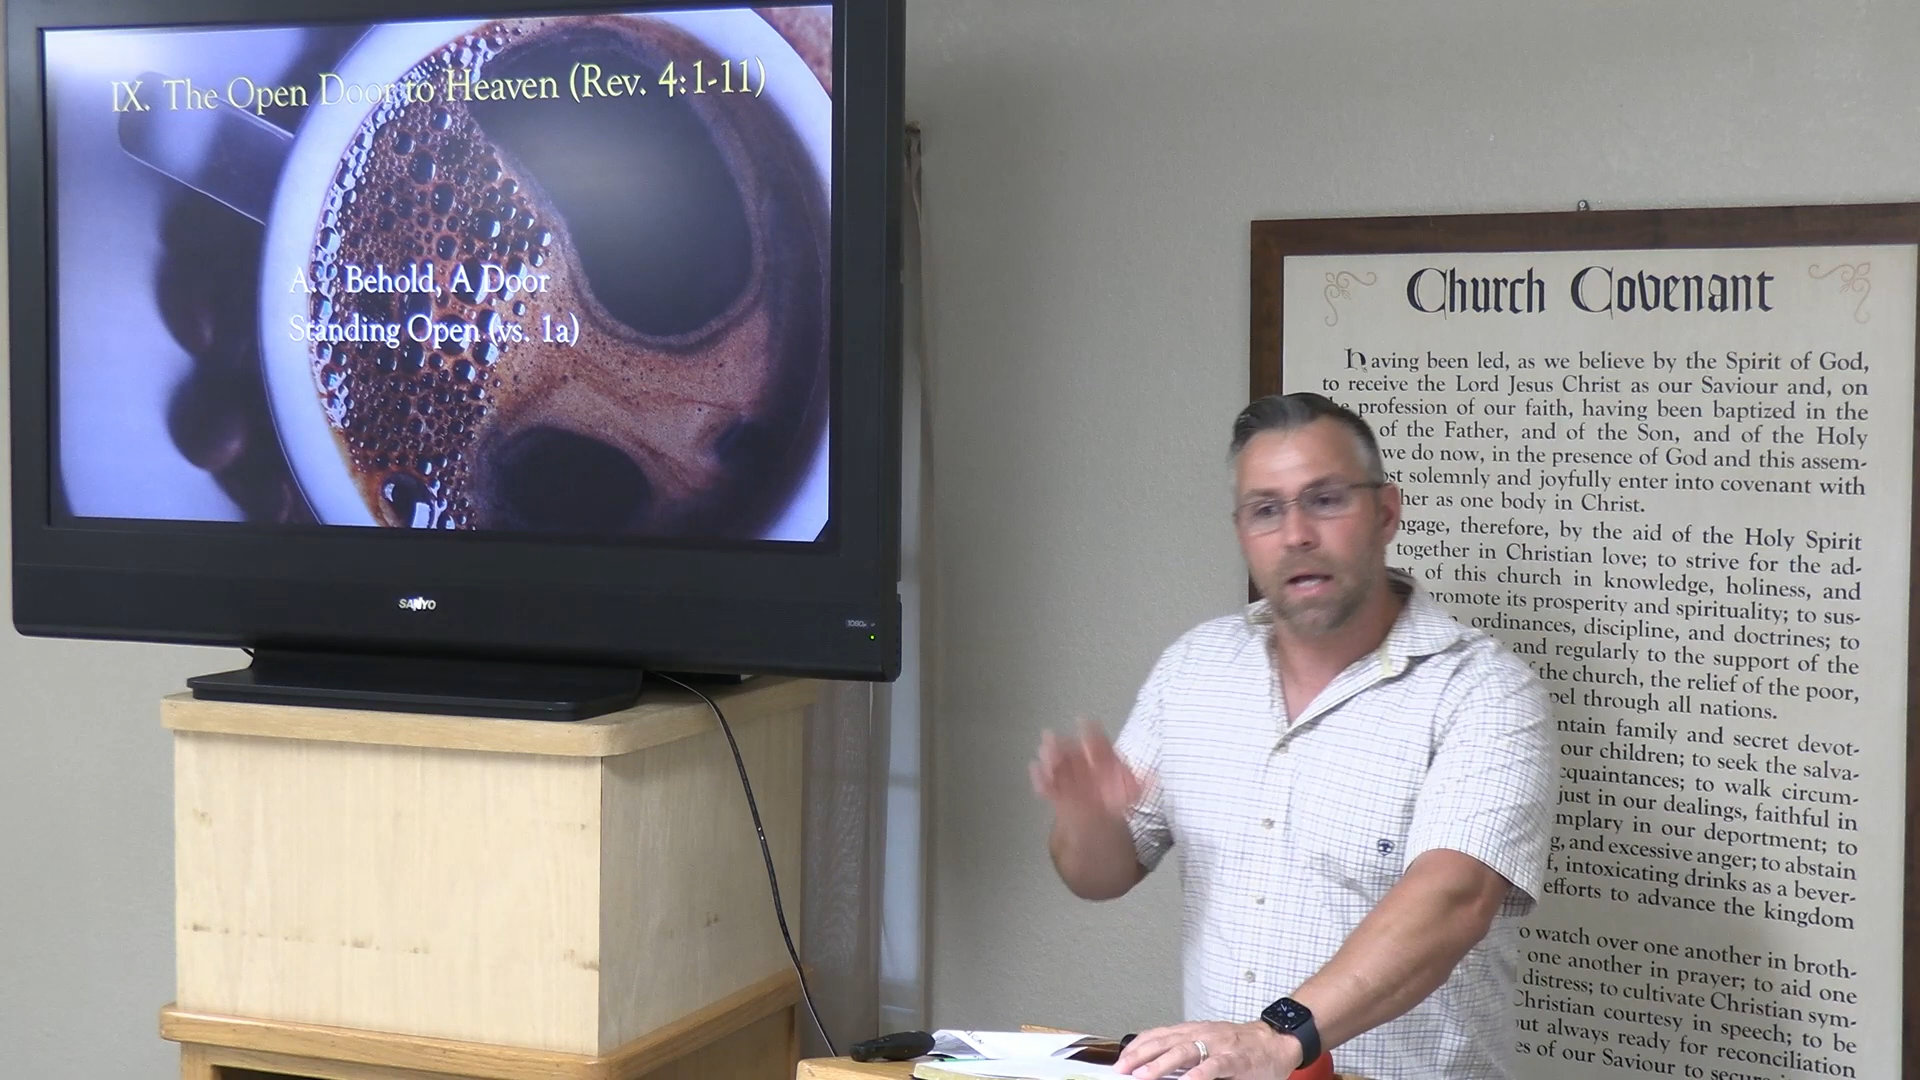 IX. The Open Door to Heaven (Rev. 4:1-11)
A. Behold, A Door
Standing Open (vs. 1a)
SANYO
Church Covenant
Having been led, as we believe by the Spirit of God,
to receive the Lord Jesus Christ as our Saviour and, on
the profession of our faith, having been baptized in the
of the Father, and of the Son, and of the Holy
we do now, in the presence of God and this assem-
solemnly and joyfully enter into covenant with
as one body in Christ.
therefore, by the aid of the Holy Spirit
together in Christian love; to strive for the ad-
of this church in knowledge, holiness, and
promote its prosperity and spirituality; to sus-
ordinances, discipline, and doctrines; to
and regularly to the support of the
the church, the relief of the poor,
through all nations.
family and secret devot-
our children; to seek the salva-
to walk circum-
just in our dealings, faithful in
in our deportment; to
and excessive anger; to abstain
intoxicating drinks as a bever-
efforts to advance the kingdom
to watch over one another in broth-
one another in prayer; to aid one
distress; to cultivate Christian sym-
Christian courtesy in speech; to be
but always ready for reconciliation
of our Saviour to secure